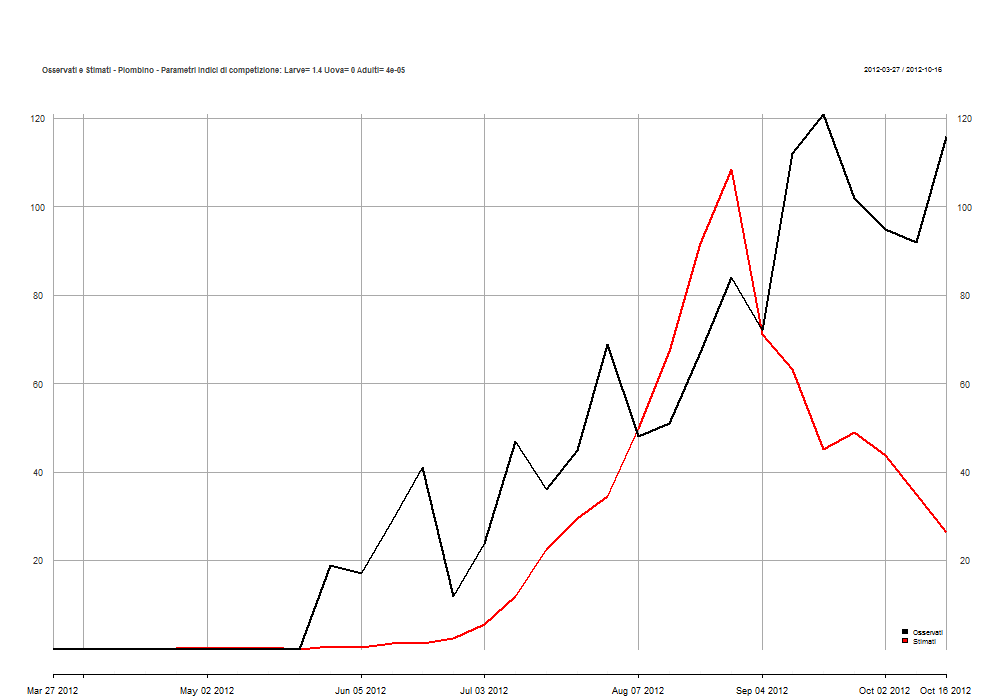 Osservati e Stimati - Piombino - Parametri indici di competizione: Larve= 1.4 Uova= 0 Adulti= 4e-05
2012-03-27 / 2012-10-16
120 120
100 100
80 80
60 60
40 40
20 20
Osservati
Stimati
Mar 27 2012 May 02 2012 Jun 05 2012 Jul 03 2012 Aug 07 2012 Sep 04 2012 Oct 02 2012 Oct 16 2012